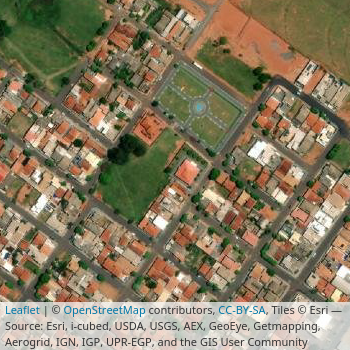 Leaflet | © OpenStreetMap contributors, CC-BY-SA, Tiles © Esri —
Source: Esri, i-cubed, USDA, USGS, AEX, GeoEye, Getmapping,
Aerogrid, IGN, IGP, UPR-EGP, and the GIS User Community